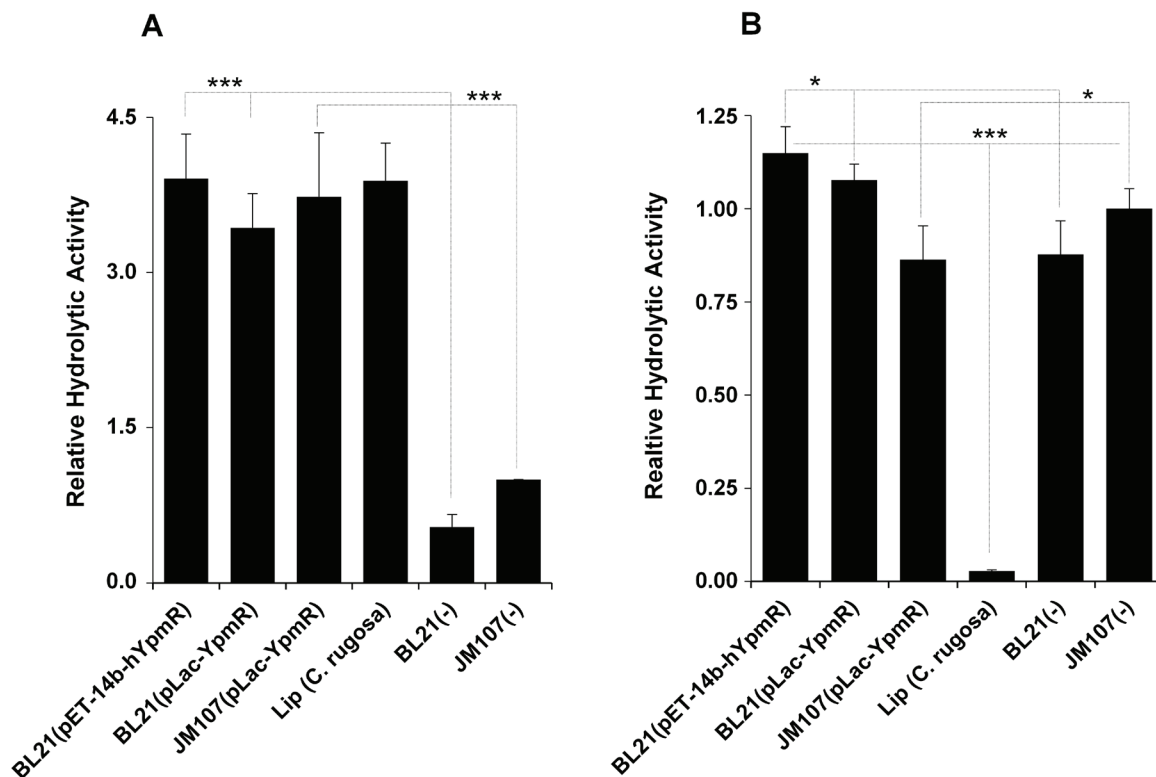 A
***
***
4.5
3.0
1.5
0.0
Relative Hydrolytic Activity
BL21(pET-14b-hYpmR)
BL21(pLac-YpmR)
JM107(pLac-YpmR)
Lip (C. rugosa)
BL21(-)
JM107(-)
B
*
*
***
1.25
1.00
0.75
0.50
0.25
0.00
Realtive Hydrolytic Activity
BL21(pET-14b-hYpmR)
BL21(pLac-YpmR)
JM107(pLac-YpmR)
Lip (C. rugosa)
BL21(-)
JM107(-)